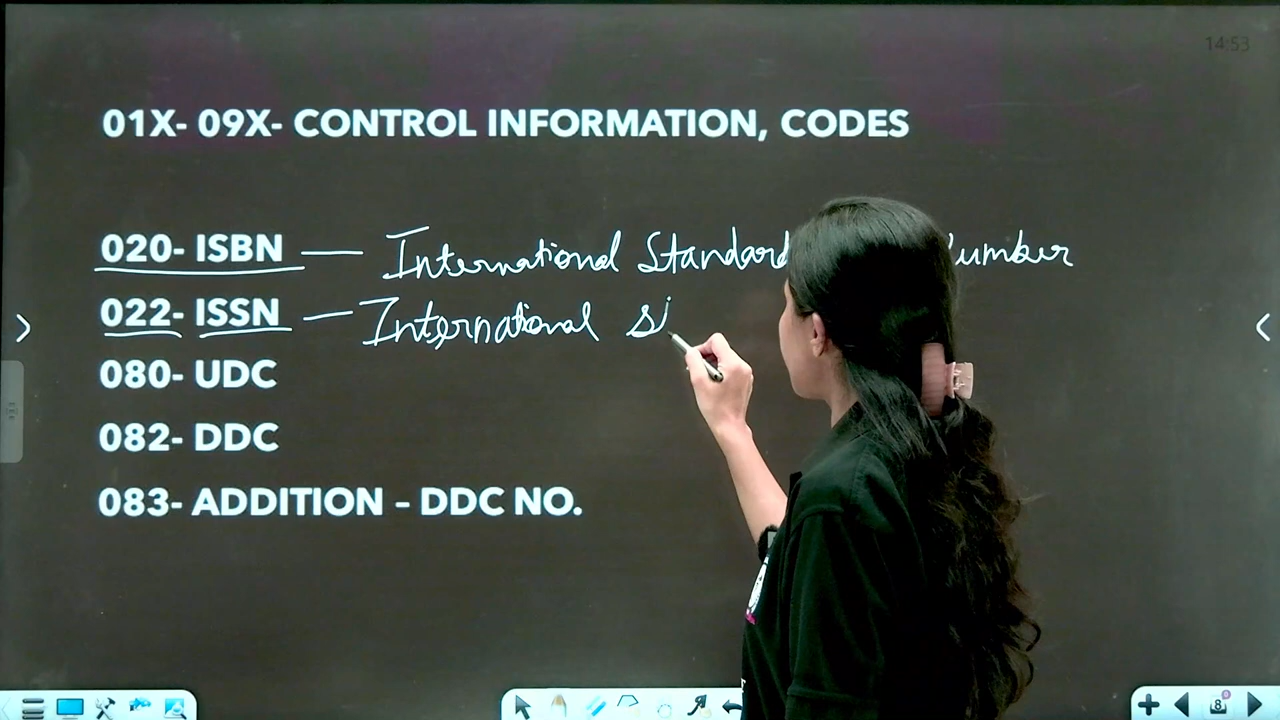 14:53
01X- 09X- CONTROL INFORMATION, CODES
020- ISBN — International Standard
022- ISSN — International
080- UDC
082- DDC
083- ADDITION – DDC NO.
8